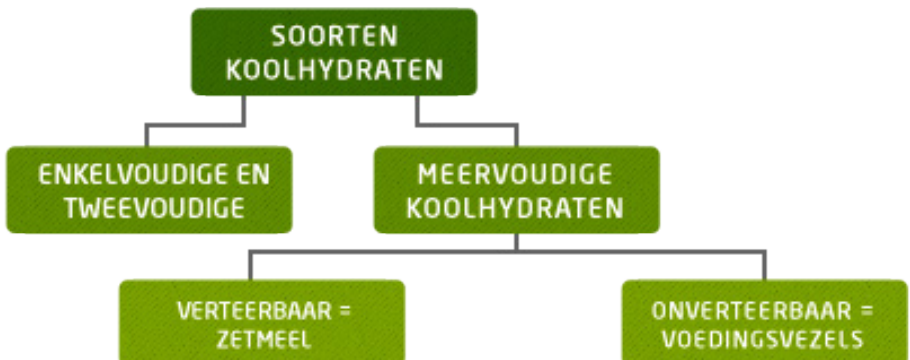 SOORTEN
KOOLHYDRATEN
ENKELVOUDIGE EN
TWEEVOUDIGE
MEERVOUDIGE
KOOLHYDRATEN
VERTEERBAAR =
ZETMEEL
ONVERTEERBAAR =
VOEDINGSVEZELS